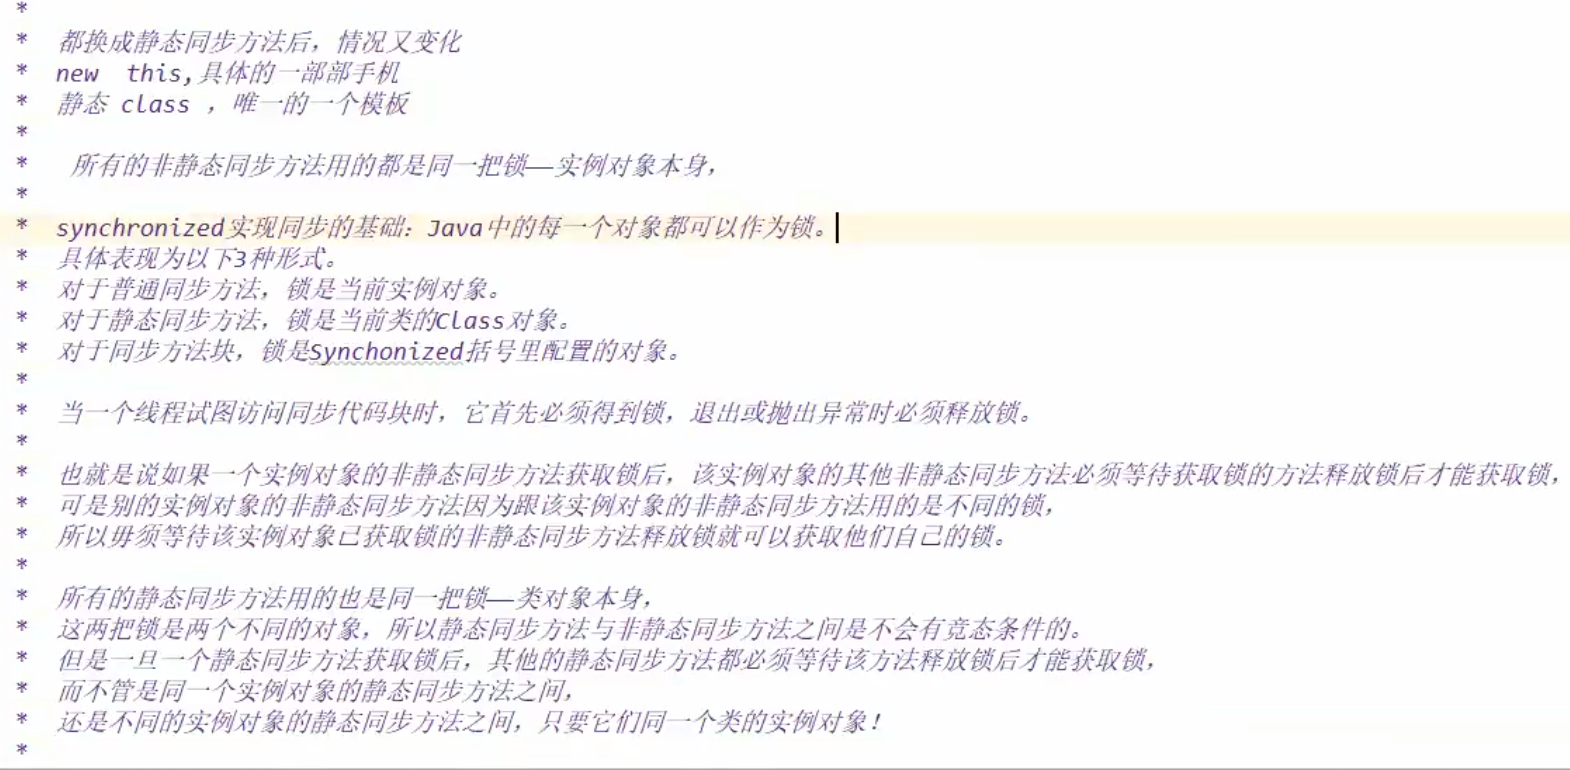 *
* 都换成静态同步方法后，情况又变化
* new  this,具体的一部部手机
* 静态 class ，唯一的一个模板
*
*  所有的非静态同步方法用的都是同一把锁——实例对象本身，
*
* synchronized实现同步的基础：Java中的每一个对象都可以作为锁。
* 具体表现为以下3种形式。
* 对于普通同步方法，锁是当前实例对象。
* 对于静态同步方法，锁是当前类的Class对象。
* 对于同步方法块，锁是Synchonized括号里配置的对象。
*
* 当一个线程试图访问同步代码块时，它首先必须得到锁，退出或抛出异常时必须释放锁。
*
* 也就是说如果一个实例对象的非静态同步方法获取锁后，该实例对象的其他非静态同步方法必须等待获取锁的方法释放锁后才能获取锁，
* 可是别的实例对象的非静态同步方法因为跟该实例对象的非静态同步方法用的是不同的锁，
* 所以毋须等待该实例对象已获取锁的非静态同步方法释放锁就可以获取他们自己的锁。
*
* 所有的静态同步方法用的也是同一把锁——类对象本身，
* 这两把锁是两个不同的对象，所以静态同步方法与非静态同步方法之间是不会有竞态条件的。
* 但是一旦一个静态同步方法获取锁后，其他的静态同步方法都必须等待该方法释放锁后才能获取锁，
* 而不管是同一个实例对象的静态同步方法之间，
* 还是不同的实例对象的静态同步方法之间，只要它们同一个类的实例对象！
*